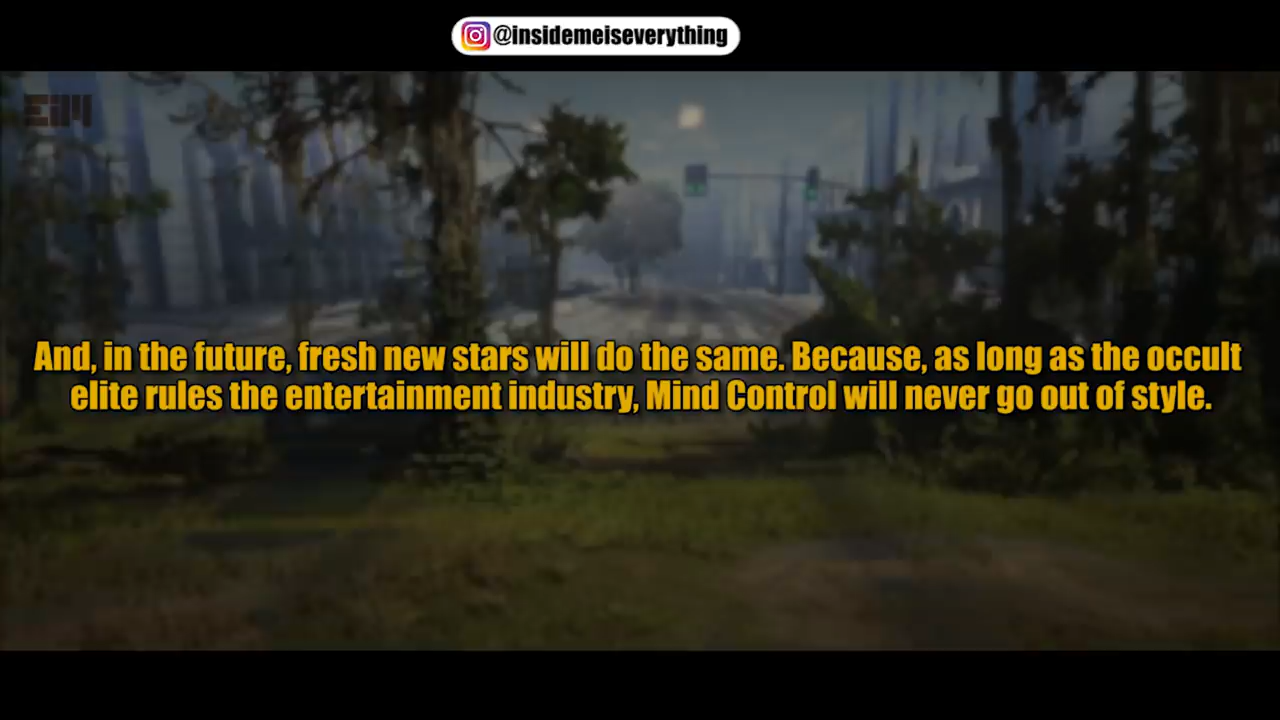 @insidemeiseverything
EiM
And, in the future, fresh new stars will do the same. Because, as long as the occult
elite rules the entertainment industry, Mind Control will never go out of style.